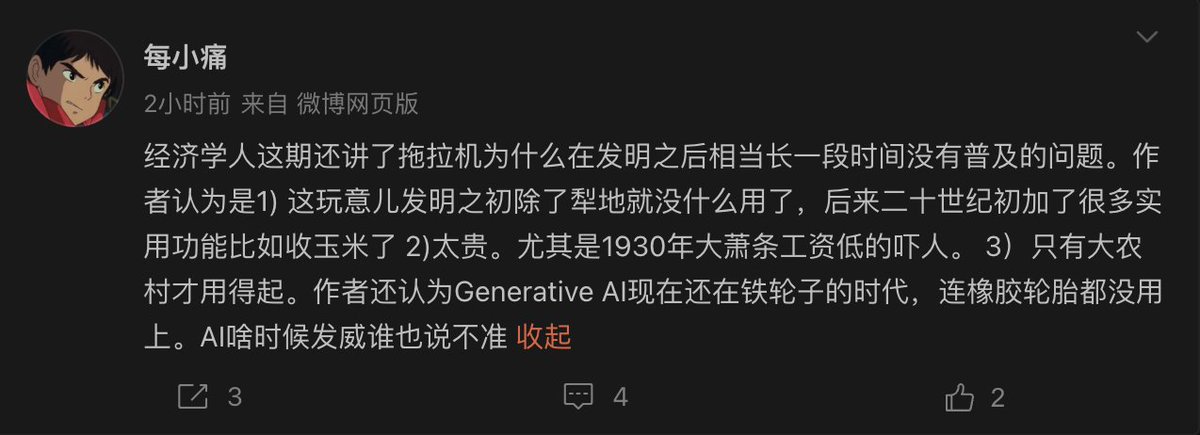 每小痛
2小时前 来自 微博网页版
经济学人这期还讲了拖拉机为什么在发明之后相当长一段时间没有普及的问题。作
者认为是1) 这玩意儿发明之初除了犁地就没什么用了，后来二十世纪初加了很多实
用功能比如收玉米了 2)太贵。尤其是1930年大萧条工资低的吓人。 3）只有大农
村才用得起。作者还认为Generative AI现在还在铁轮子的时代，连橡胶轮胎都没用
上。AI啥时候发威谁也说不准 收起
3 4 2